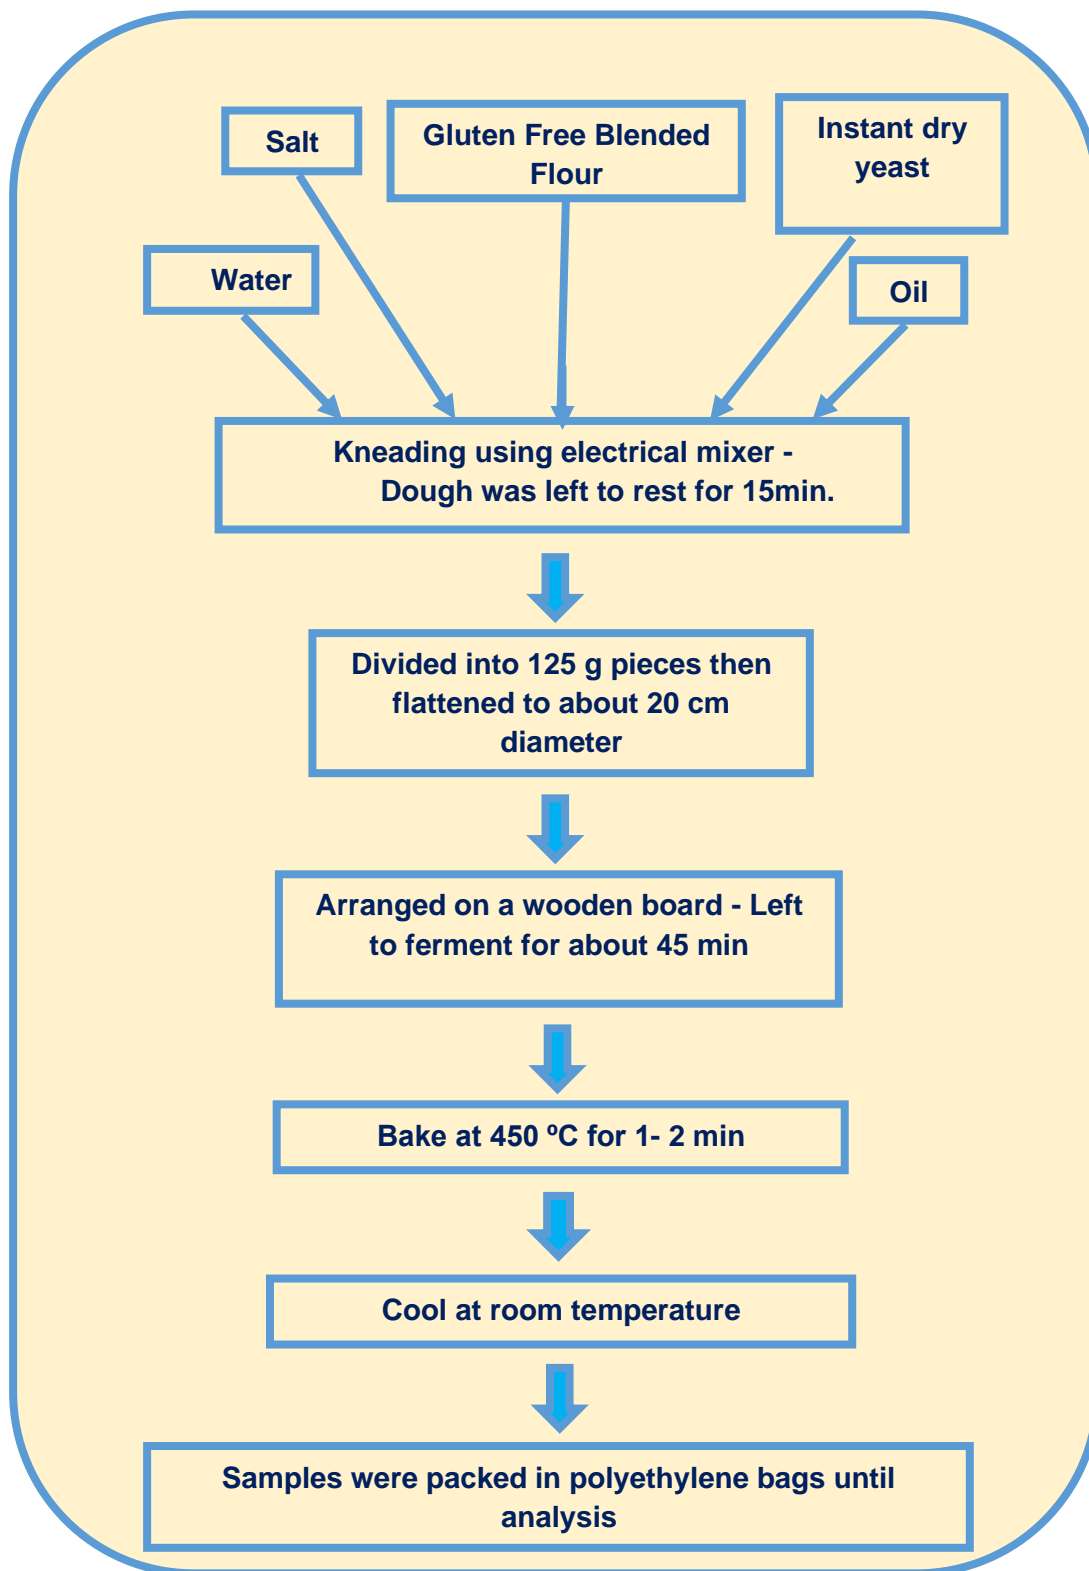 Salt
Gluten Free Blended
Flour
Instant dry
yeast
Water
Oil
Kneading using electrical mixer -
Dough was left to rest for 15min.
Divided into 125 g pieces then
flattened to about 20 cm
diameter
Arranged on a wooden board - Left
to ferment for about 45 min
Bake at 450 ºC for 1- 2 min
Cool at room temperature
Samples were packed in polyethylene bags until
analysis